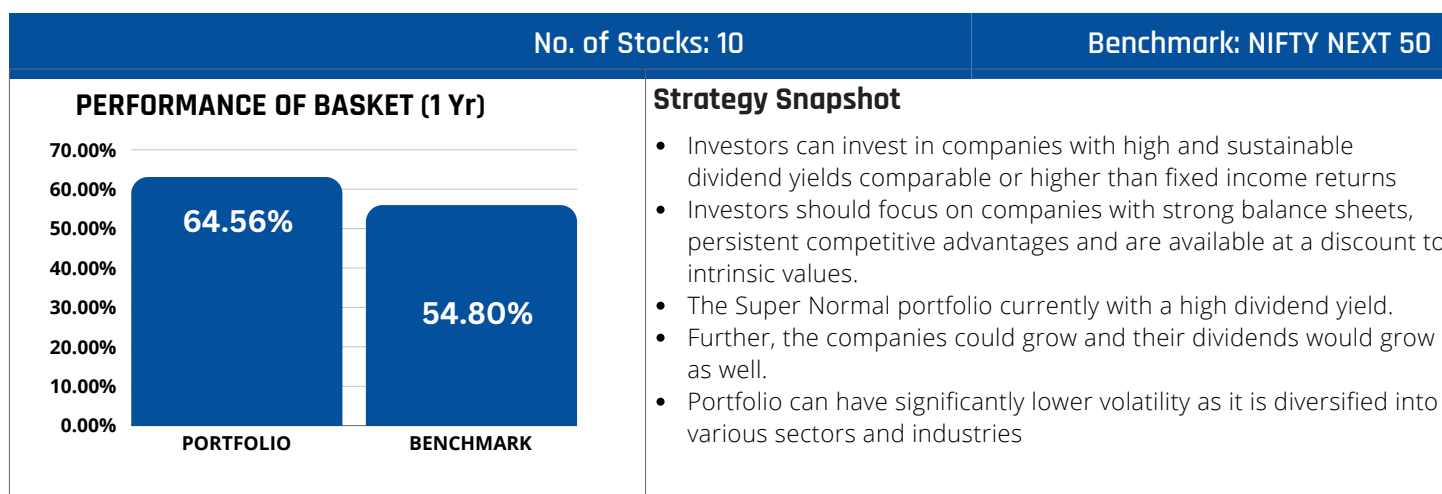 No. of Stocks: 10
Benchmark: NIFTY NEXT 50
PERFORMANCE OF BASKET (1 Yr)
70.00%
60.00%
50.00%
40.00%
30.00%
20.00%
10.00%
0.00%
64.56%
54.80%
PORTFOLIO
BENCHMARK
Strategy Snapshot
• Investors can invest in companies with high and sustainable
dividend yields comparable or higher than fixed income returns
• Investors should focus on companies with strong balance sheets,
persistent competitive advantages and are available at a discount to
intrinsic values.
• The Super Normal portfolio currently with a high dividend yield.
• Further, the companies could grow and their dividends would grow
as well.
• Portfolio can have significantly lower volatility as it is diversified into
various sectors and industries